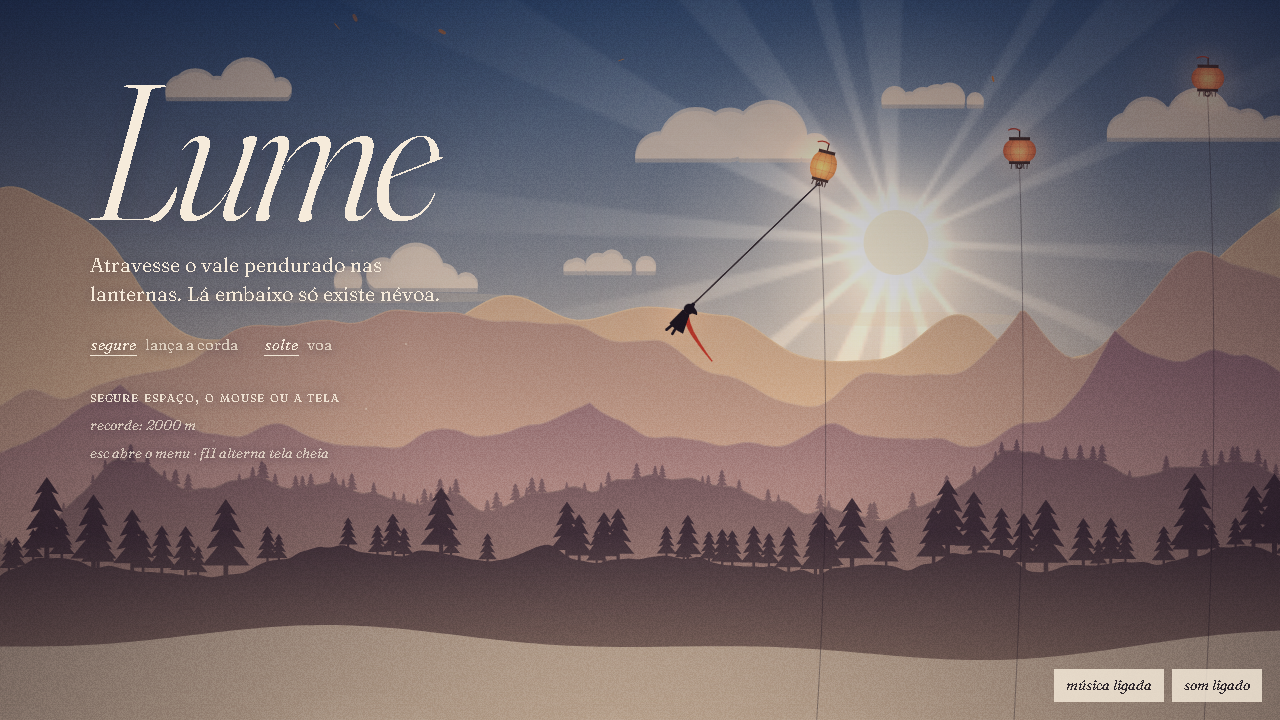 Lume
Atravesse o vale pendurado nas
lanternas. Lá embaixo só existe névoa.
segure lança a corda solte voa
SEGURE ESPAÇO, O MOUSE OU A TELA
recorde: 2000 m
esc abre o menu · f11 alterna tela cheia
música ligada som ligado